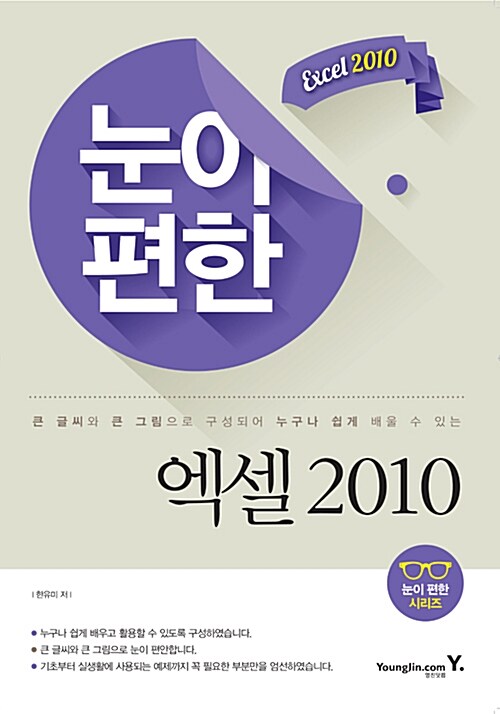 Excel 2010
눈이
편한
큰 글씨와 큰 그림으로 구성되어 누구나 쉽게 배울 수 있는
엑셀 2010
눈이 편한
시리즈
| 한유미 저 |
● 누구나 쉽게 배우고 활용할 수 있도록 구성하였습니다.
● 큰 글씨와 큰 그림으로 눈이 편안합니다.
● 기초부터 실생활에 사용되는 예제까지 꼭 필요한 부분만을 엄선하였습니다.
YoungJin.com Y.
영진닷컴